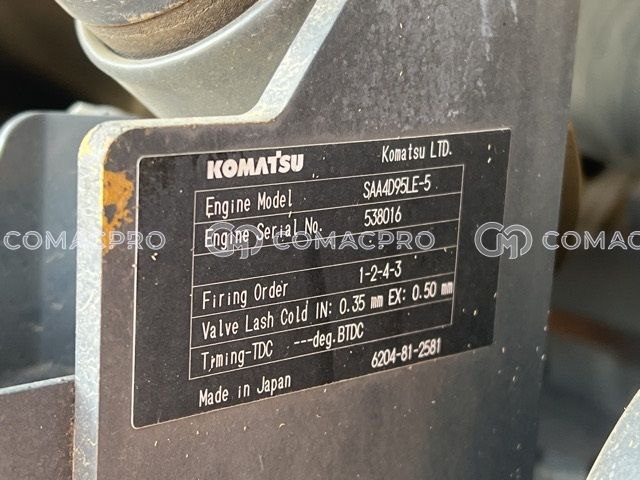 KOMATSU Komatsu LTD.
Engine Model SAA4D95LE-5
Engine Serial No. 538016
Firing Order 1-2-4-3
Valve Lash Cold IN: 0.35 mm EX: 0.50 mm
Timing-TDC ---deg.BTDC
6204-81-2581
Made in Japan
COMACPRO
COMACPRO
COMACPRO